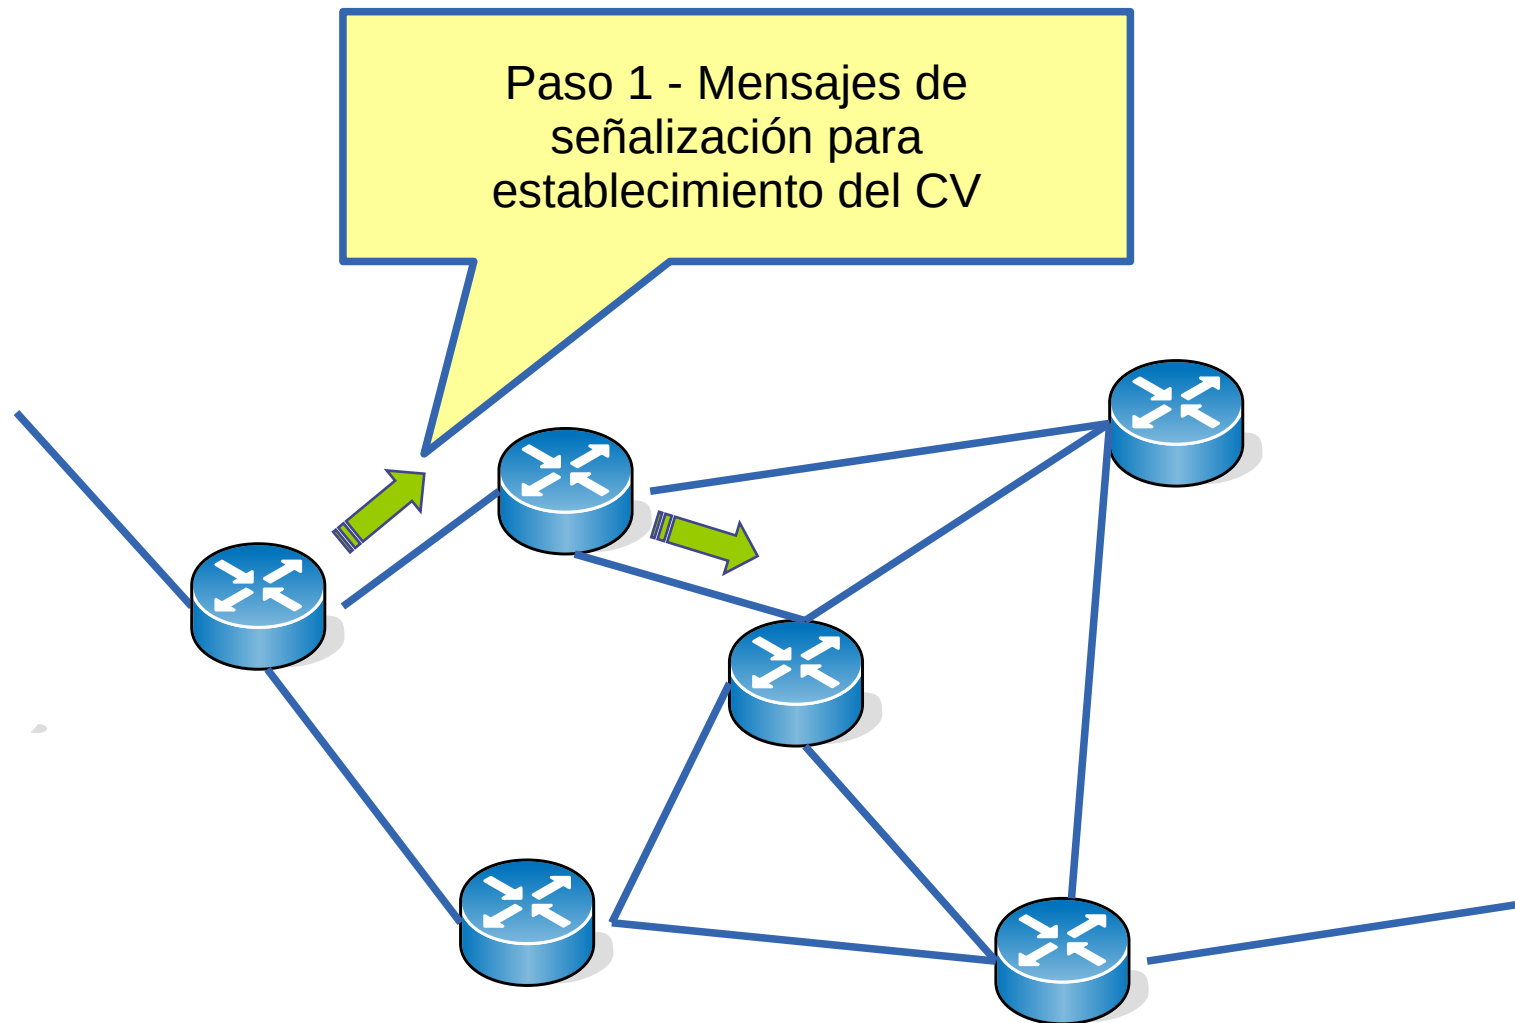 Paso 1 - Mensajes de
señalización para
establecimiento del CV